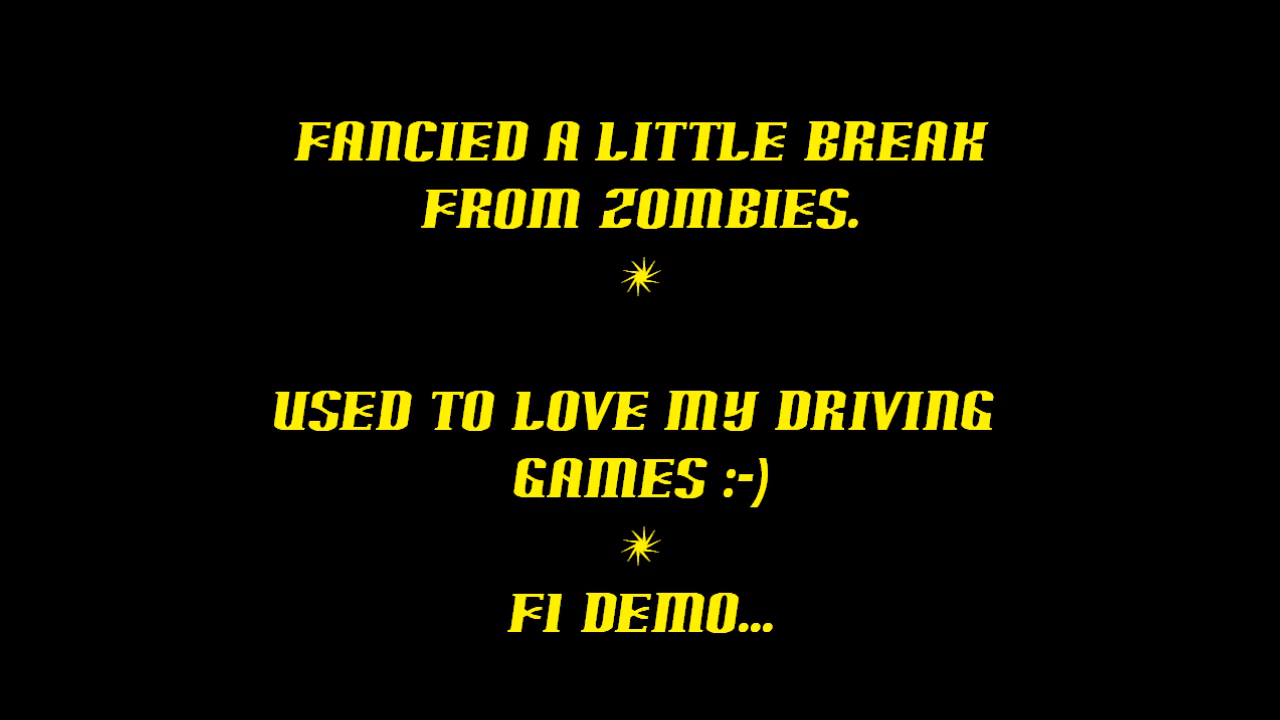 FANCIED A LITTLE BREAK
FROM ZOMBIES.
USED TO LOVE MY DRIVING
GAMES :-)
F1 DEMO...